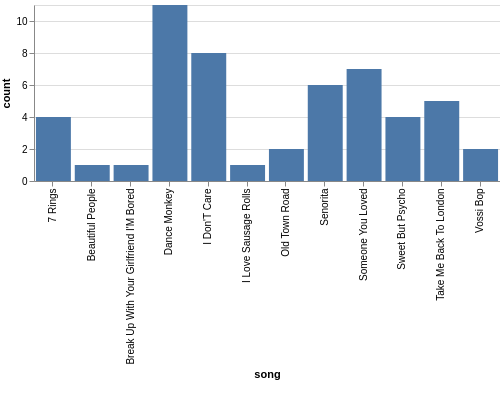 count
10
8
6
4
2
0
7 Rings
Beautiful People
Break Up With Your Girlfriend I'M Bored
Dance Monkey
I Don'T Care
I Love Sausage Rolls
Old Town Road
Senorita
Someone You Loved
Sweet But Psycho
Take Me Back To London
Vossi Bop
song